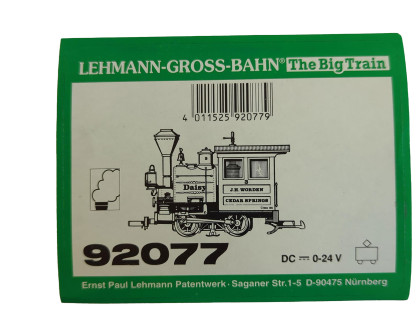 LEHMANN-GROSS-BAHN® The Big Train
4 011525 920779
Daisy
J.H. WORDEN
CEDAR SPRINGS
92077
DC 0-24 V
Ernst Paul Lehmann Patentwerk · Saganer Str.1-5 D-90475 Nürnberg